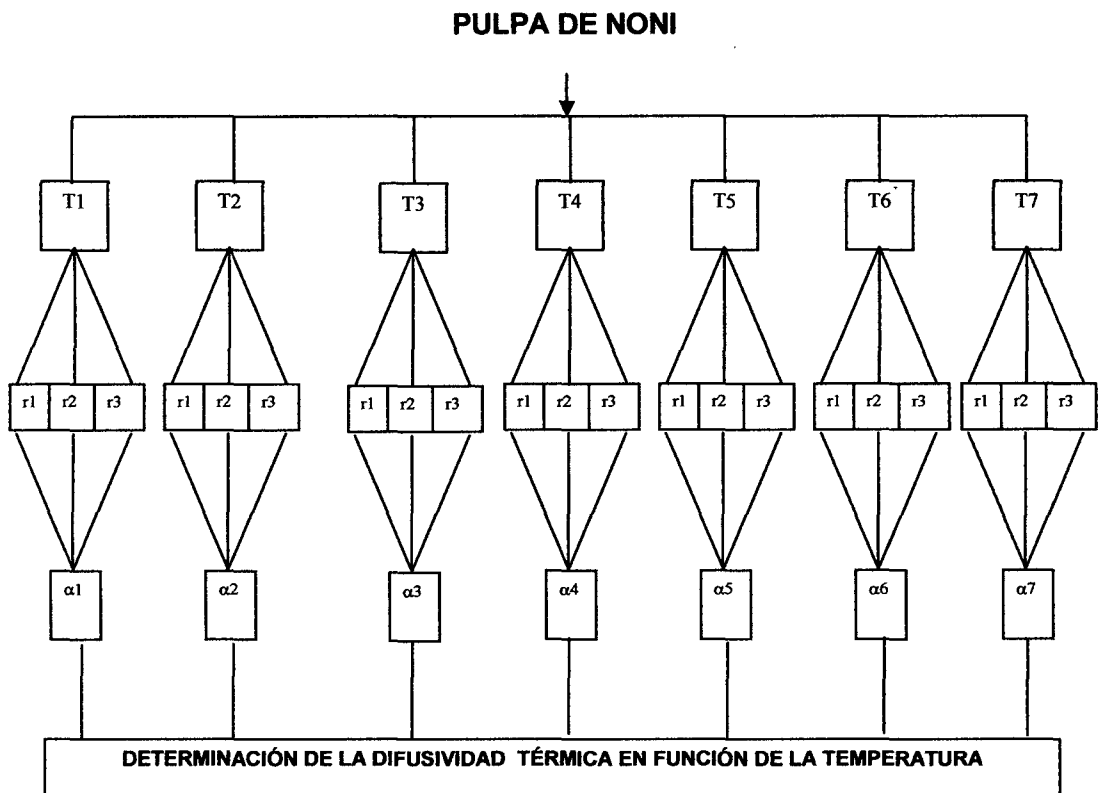 PULPA DE NONI
T1 T2 T3 T4 T5 T6 T7
r1 r2 r3 r1 r2 r3 r1 r2 r3 r1 r2 r3 r1 r2 r3 r1 r2 r3 r1 r2 r3
α1 α2 α3 α4 α5 α6 α7
DETERMINACIÓN DE LA DIFUSIVIDAD TÉRMICA EN FUNCIÓN DE LA TEMPERATURA